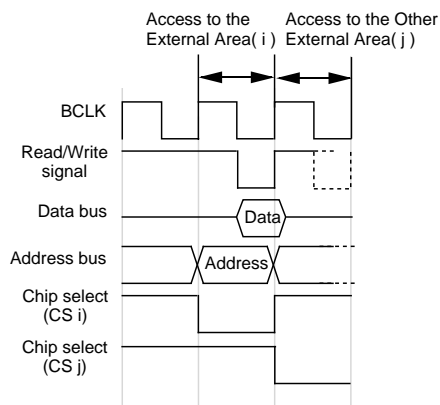 Access to the
External Area( i )
Access to the Other
External Area( j )
BCLK
Read/Write
signal
Data bus
Data
Address bus
Address
Chip select
(CS i)
Chip select
(CS j)